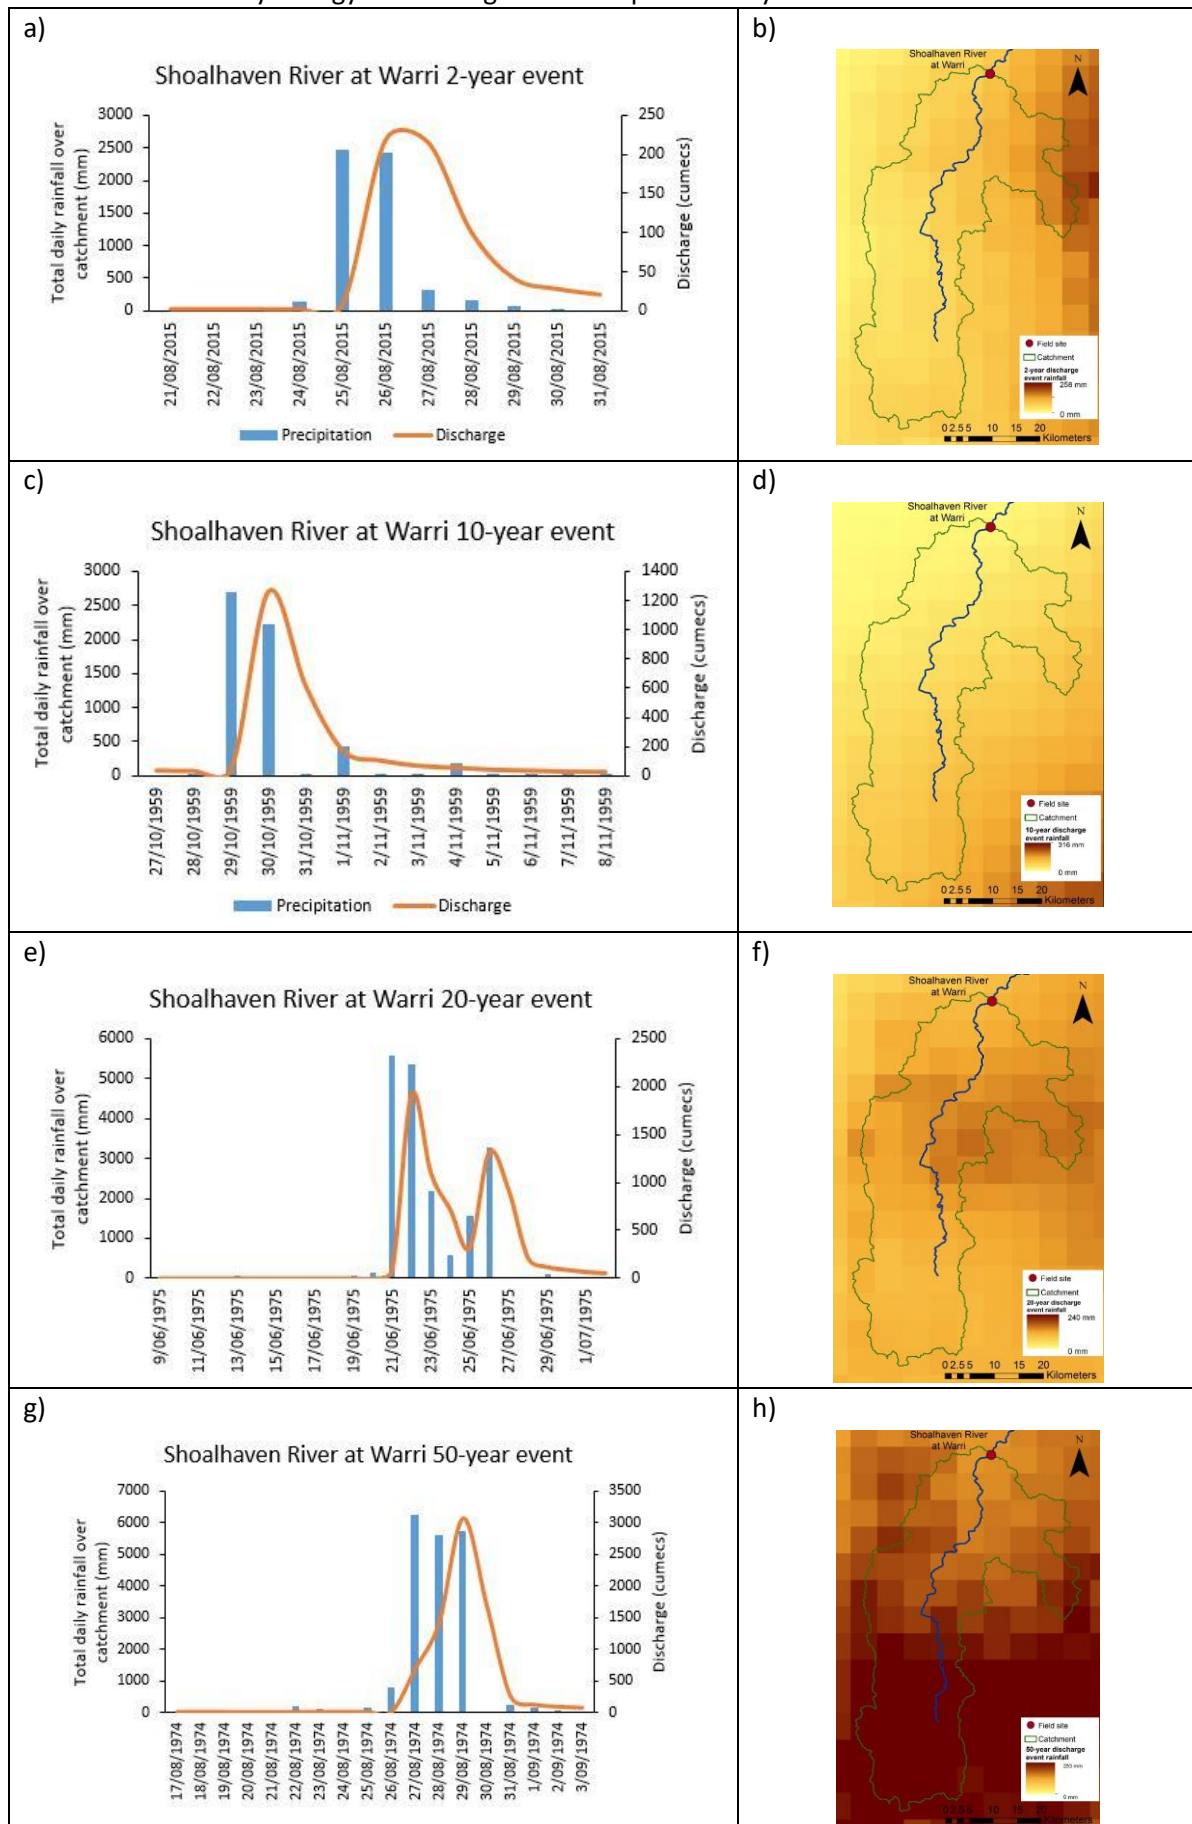 a)
Shoalhaven River at Warri 2-year event
Total daily rainfall over
catchment (mm)
3000
2500
2000
1500
1000
500
0
250
200
150
100
50
0
Discharge (cumecs)
21/08/2015
22/08/2015
23/08/2015
24/08/2015
25/08/2015
26/08/2015
27/08/2015
28/08/2015
29/08/2015
30/08/2015
31/08/2015
Precipitation
Discharge
b)
Shoalhaven River
at Warri
N
Field site
Catchment
2-year discharge
event rainfall
258 mm
0 mm
0 2.5 5 10 15 20
Kilometers
c)
Shoalhaven River at Warri 10-year event
Total daily rainfall over
catchment (mm)
3000
2500
2000
1500
1000
500
0
1400
1200
1000
800
600
400
200
0
Discharge (cumecs)
27/10/1959
28/10/1959
29/10/1959
30/10/1959
31/10/1959
1/11/1959
2/11/1959
3/11/1959
4/11/1959
5/11/1959
6/11/1959
7/11/1959
8/11/1959
Precipitation
Discharge
d)
Shoalhaven River
at Warri
N
Field site
Catchment
10-year discharge
event rainfall
316 mm
0 mm
0 2.5 5 10 15 20
Kilometers
e)
Shoalhaven River at Warri 20-year event
Total daily rainfall over
catchment (mm)
6000
5000
4000
3000
2000
1000
0
2500
2000
1500
1000
500
0
Discharge (cumecs)
9/06/1975
11/06/1975
13/06/1975
15/06/1975
17/06/1975
19/06/1975
21/06/1975
23/06/1975
25/06/1975
27/06/1975
29/06/1975
1/07/1975
f)
Shoalhaven River
at Warri
N
Field site
Catchment
20-year discharge
event rainfall
240 mm
0 mm
0 2.5 5 10 15 20
Kilometers
g)
Shoalhaven River at Warri 50-year event
Total daily rainfall over
catchment (mm)
7000
6000
5000
4000
3000
2000
1000
0
3500
3000
2500
2000
1500
1000
500
0
Discharge (cumecs)
17/08/1974
18/08/1974
19/08/1974
20/08/1974
21/08/1974
22/08/1974
23/08/1974
24/08/1974
25/08/1974
26/08/1974
27/08/1974
28/08/1974
29/08/1974
30/08/1974
31/08/1974
1/09/1974
2/09/1974
3/09/1974
h)
Shoalhaven River
at Warri
N
Field site
Catchment
50-year discharge
event rainfall
0 mm
0 2.5 5 10 15 20
Kilometers